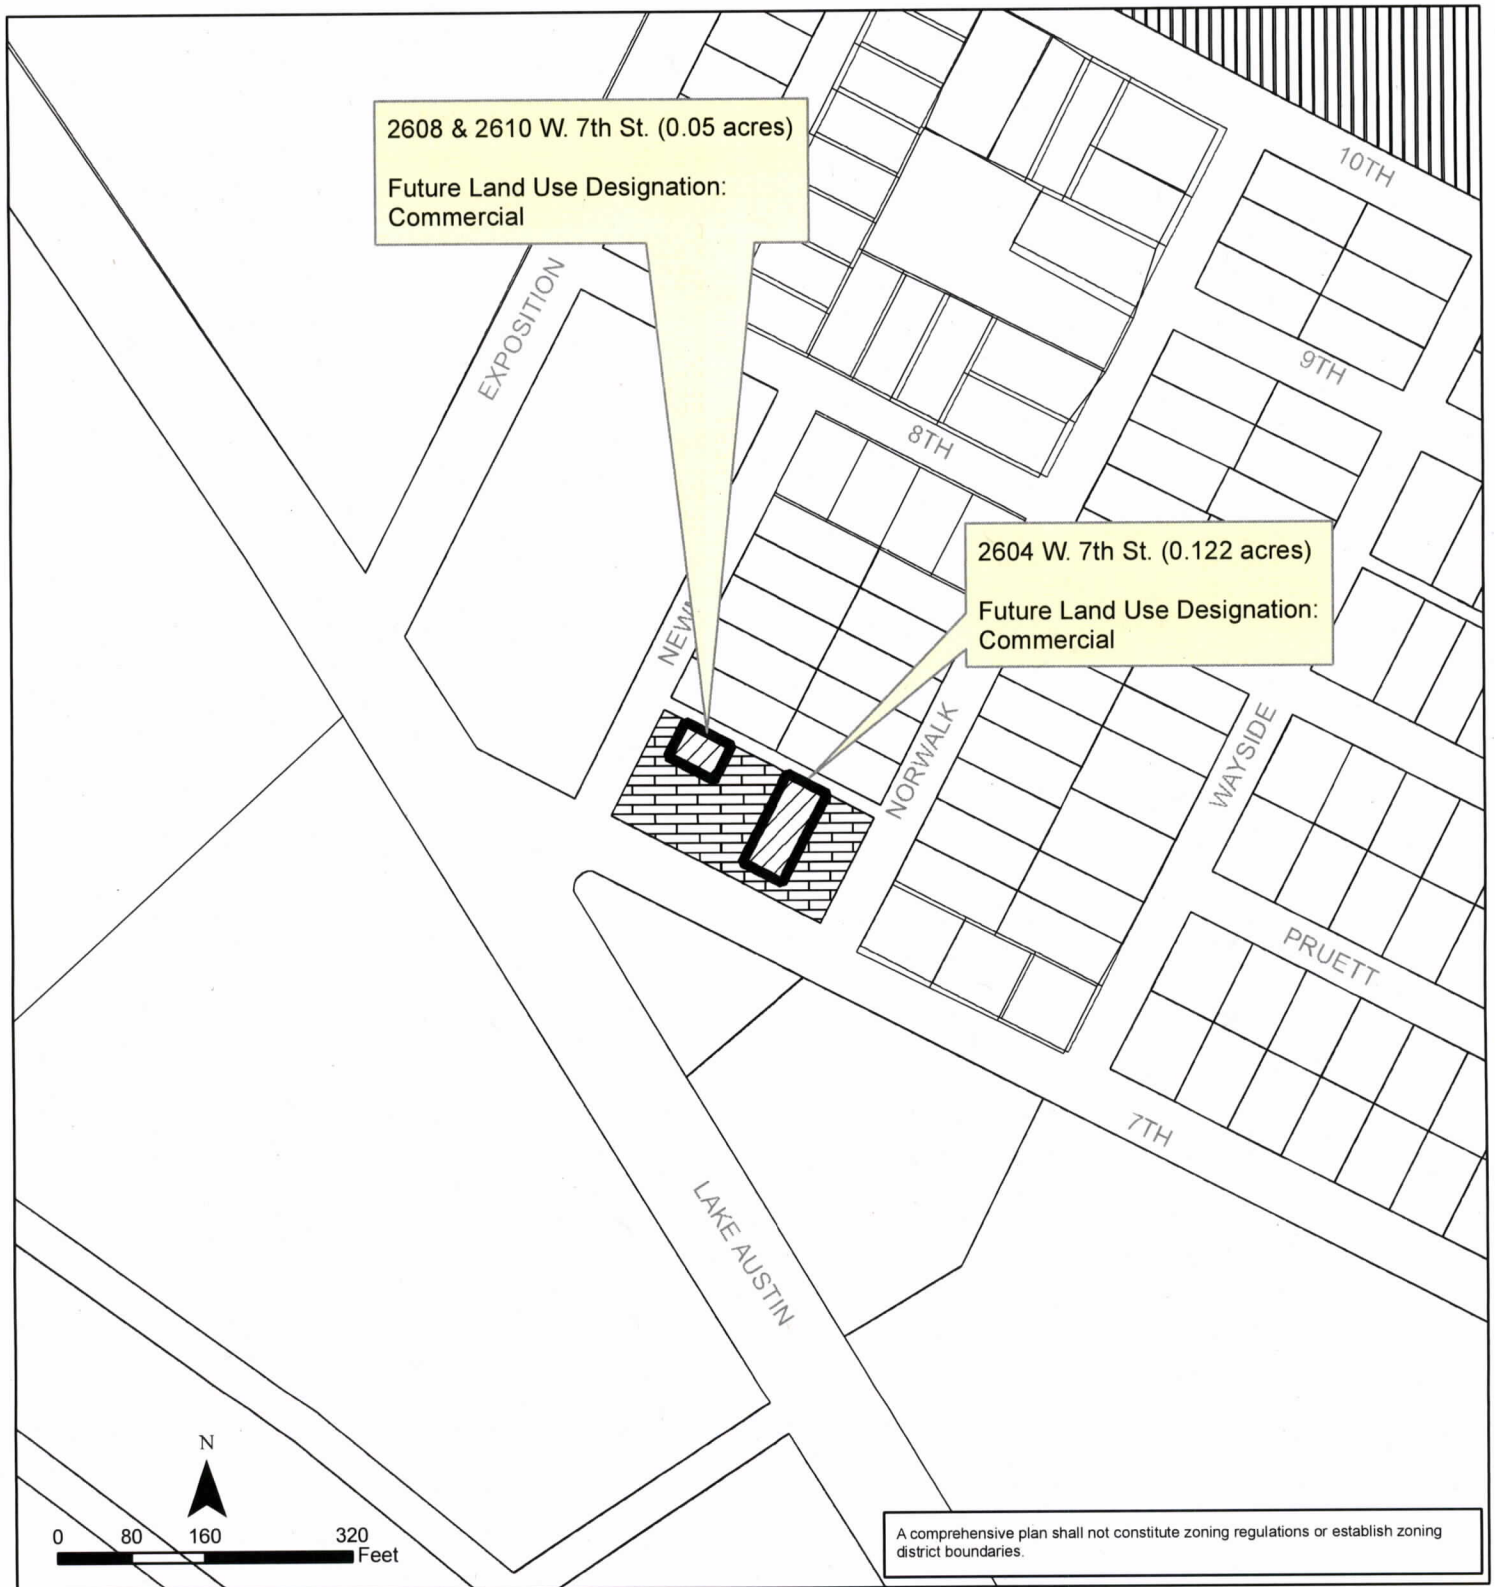 10TH
2608 & 2610 W. 7th St. (0.05 acres)
Future Land Use Designation:
Commercial
EXPOSITION
9TH
8TH
2604 W. 7th St. (0.122 acres)
Future Land Use Designation:
Commercial
NORWALK
WAYSIDE
PRUETT
7TH
LAKE AUSTIN
N
0 80 160 320
Feet
A comprehensive plan shall not constitute zoning regulations or establish zoning
district boundaries.